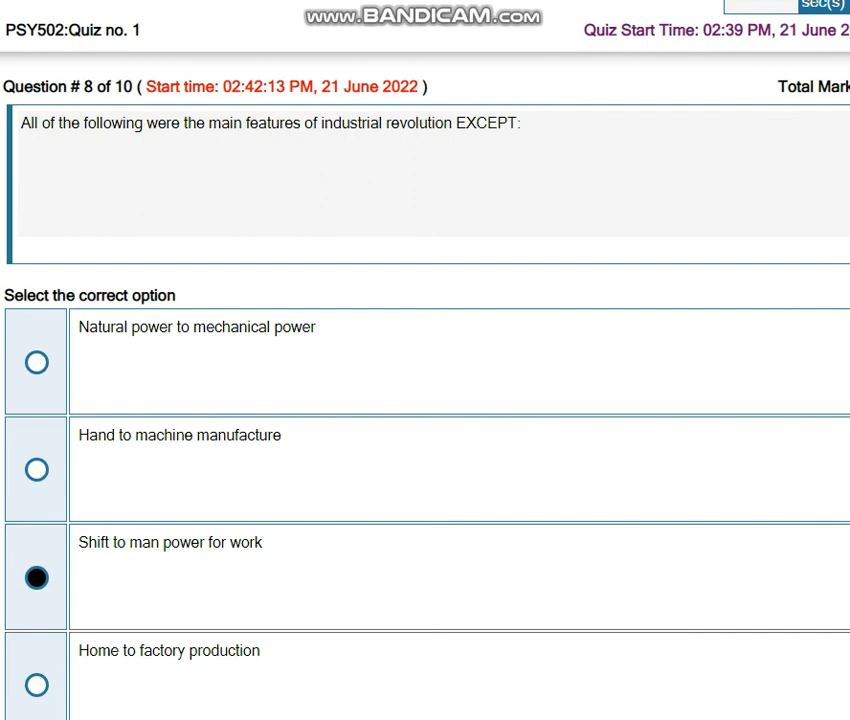 www.BANDICAM.com
sec(s)
PSY502:Quiz no. 1
Quiz Start Time: 02:39 PM, 21 June 2
Question # 8 of 10 ( Start time: 02:42:13 PM, 21 June 2022 )
Total Mark
All of the following were the main features of industrial revolution EXCEPT:
Select the correct option
Natural power to mechanical power
Hand to machine manufacture
Shift to man power for work
Home to factory production